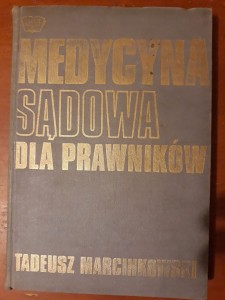 MEDYCYNA
SĄDOWA
DLA PRAWNIKÓW
TADEUSZ MARCINKOWSKI